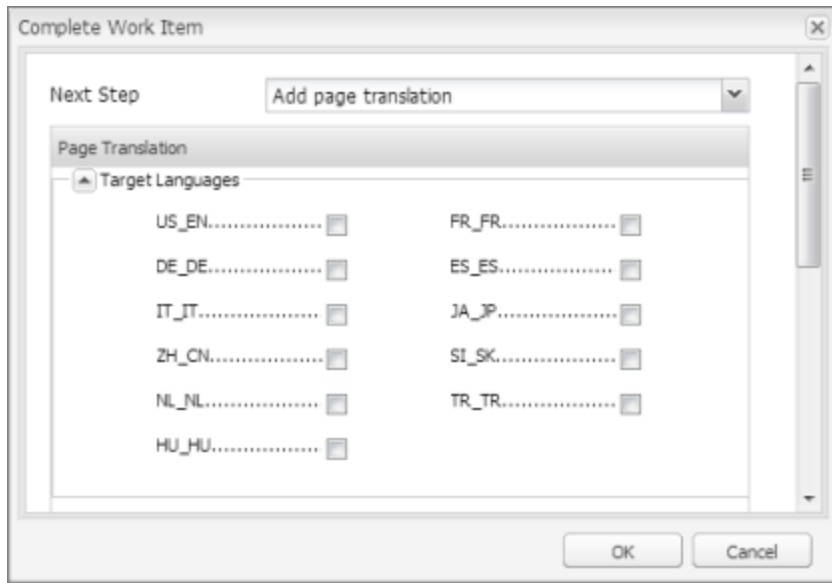 Complete Work Item
Next Step Add page translation
Page Translation
Target Languages
US_EN................... FR_FR...................
DE_DE................... ES_ES...................
IT_IT.................... JA_JP...................
ZH_CN................... SI_SK...................
NL_NL................... TR_TR...................
HU_HU..................
OK Cancel